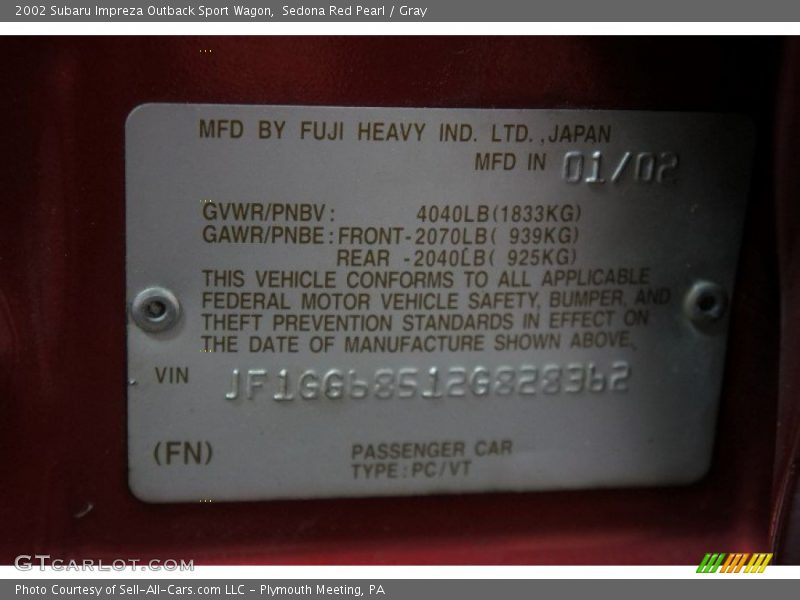 2002 Subaru Impreza Outback Sport Wagon, Sedona Red Pearl / Gray
MFD BY FUJI HEAVY IND. LTD. ,JAPAN
MFD IN 01/02
GVWR/PNBV: 4040LB(1833KG)
GAWR/PNBE:FRONT-2070LB( 939KG)
REAR -2040LB( 925KG)
THIS VEHICLE CONFORMS TO ALL APPLICABLE
FEDERAL MOTOR VEHICLE SAFETY, BUMPER, AND
THEFT PREVENTION STANDARDS IN EFFECT ON
THE DATE OF MANUFACTURE SHOWN ABOVE,
VIN JF1GG68512G828362
(FN) PASSENGER CAR
TYPE:PC/VT
GTCARLOT.COM
Photo Courtesy of Sell-All-Cars.com LLC - Plymouth Meeting, PA